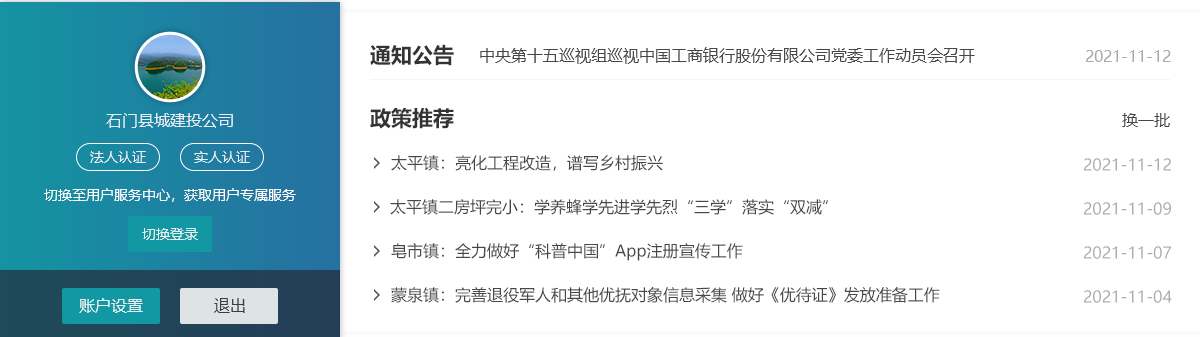 石门县城建投公司
法人认证 实人认证
切换至用户服务中心，获取用户专属服务
切换登录
账户设置 退出
通知公告 中央第十五巡视组巡视中国工商银行股份有限公司党委工作动员会召开 2021-11-12
政策推荐 换一批
太平镇：亮化工程改造，谱写乡村振兴 2021-11-12
太平镇二房坪完小：学养蜂学先进学先烈“三学”落实“双减” 2021-11-09
皂市镇：全力做好“科普中国”App注册宣传工作 2021-11-07
蒙泉镇：完善退役军人和其他优抚对象信息采集 做好《优待证》发放准备工作 2021-11-04